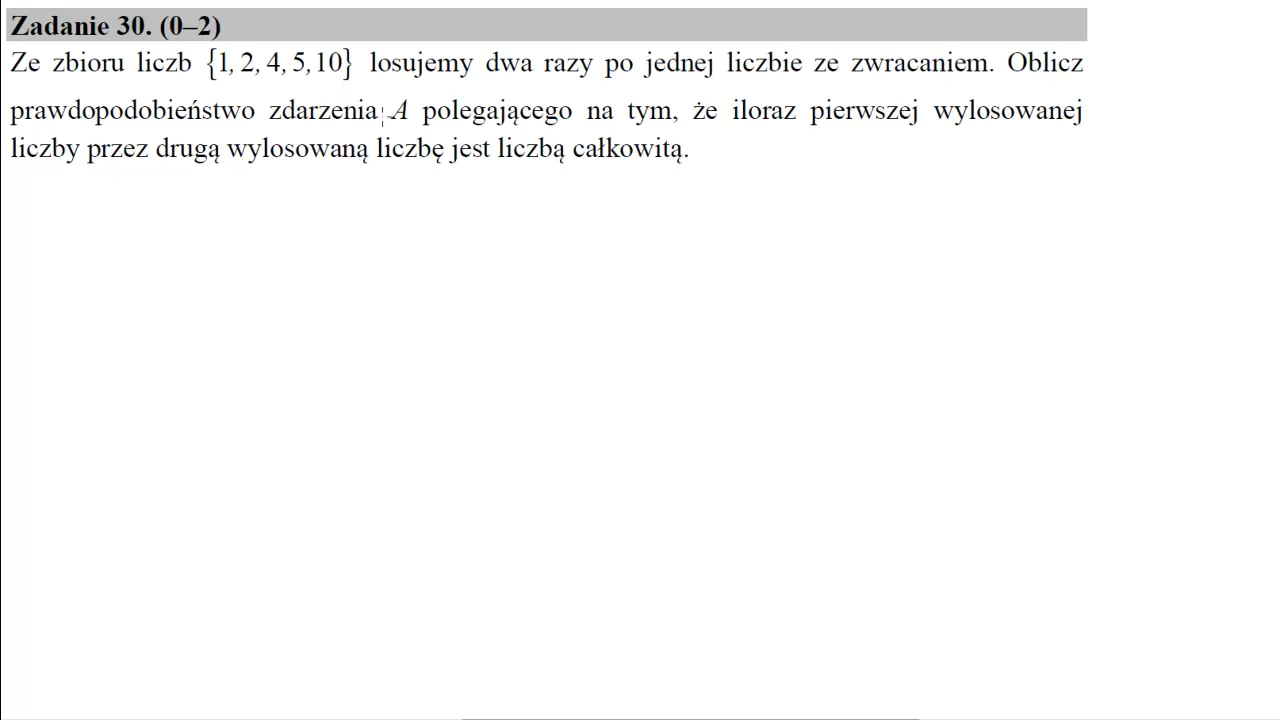 Zadanie 30. (0–2)
Ze zbioru liczb {1, 2, 4, 5, 10} losujemy dwa razy po jednej liczbie ze zwracaniem. Oblicz
prawdopodobieństwo zdarzenia A polegającego na tym, że iloraz pierwszej wylosowanej
liczby przez drugą wylosowaną liczbę jest liczbą całkowitą.